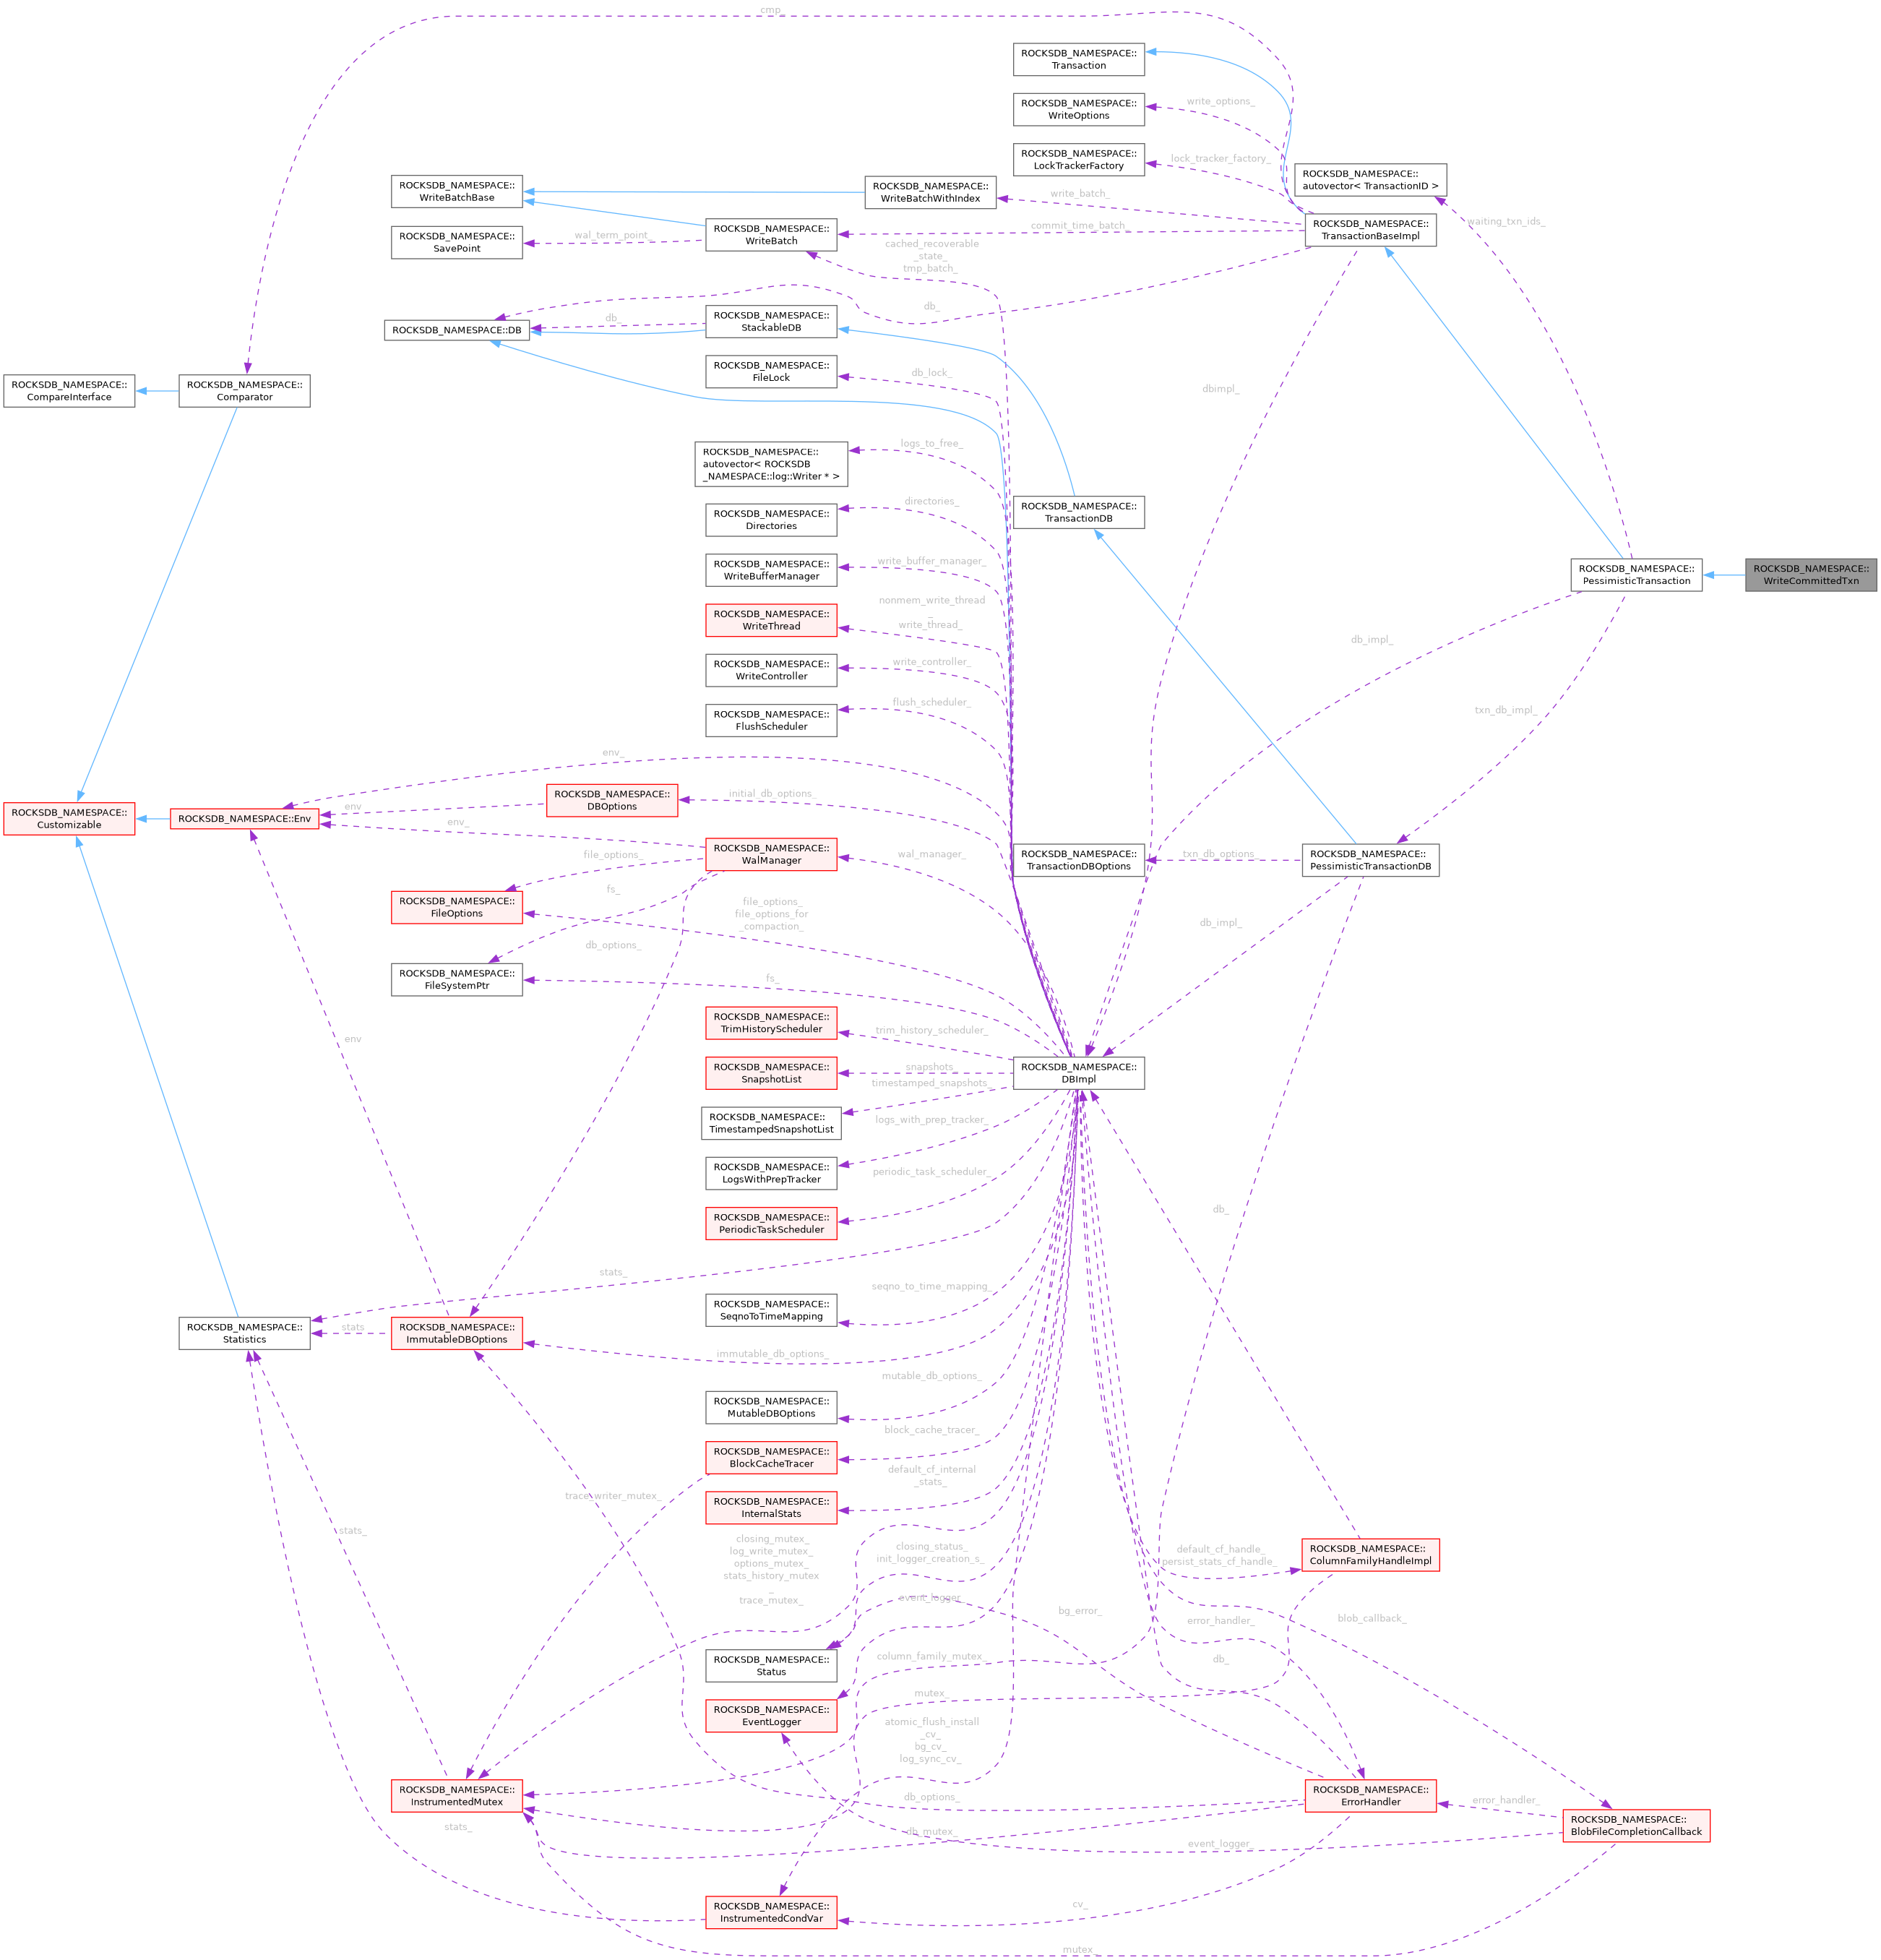 cmp_
ROCKSDB_NAMESPACE::
Transaction
ROCKSDB_NAMESPACE::
WriteOptions
write_options_
ROCKSDB_NAMESPACE::
LockTrackerFactory
lock_tracker_factory_
ROCKSDB_NAMESPACE::
autovector< TransactionID >
ROCKSDB_NAMESPACE::
WriteBatchBase
ROCKSDB_NAMESPACE::
WriteBatchWithIndex
write_batch_
ROCKSDB_NAMESPACE::
TransactionBaseImpl
waiting_txn_ids_
ROCKSDB_NAMESPACE::
SavePoint
wal_term_point_
ROCKSDB_NAMESPACE::
WriteBatch
commit_time_batch_
cached_recoverable
_state_
tmp_batch_
ROCKSDB_NAMESPACE::DB
db_
ROCKSDB_NAMESPACE::
StackableDB
db_
ROCKSDB_NAMESPACE::
FileLock
db_lock_
ROCKSDB_NAMESPACE::
CompareInterface
ROCKSDB_NAMESPACE::
Comparator
dbimpl_
ROCKSDB_NAMESPACE::
autovector< ROCKSDB
_NAMESPACE::log::Writer * >
logs_to_free_
ROCKSDB_NAMESPACE::
Directories
directories_
ROCKSDB_NAMESPACE::
TransactionDB
ROCKSDB_NAMESPACE::
WriteBufferManager
write_buffer_manager_
ROCKSDB_NAMESPACE::
PessimisticTransaction
ROCKSDB_NAMESPACE::
WriteCommittedTxn
ROCKSDB_NAMESPACE::
WriteThread
nonmem_write_thread
_
write_thread_
db_impl_
ROCKSDB_NAMESPACE::
WriteController
write_controller_
ROCKSDB_NAMESPACE::
FlushScheduler
flush_scheduler_
txn_db_impl_
env_
ROCKSDB_NAMESPACE::
Customizable
ROCKSDB_NAMESPACE::Env
env
ROCKSDB_NAMESPACE::
DBOptions
initial_db_options_
env_
ROCKSDB_NAMESPACE::
WalManager
wal_manager_
ROCKSDB_NAMESPACE::
TransactionDBOptions
txn_db_options_
ROCKSDB_NAMESPACE::
PessimisticTransactionDB
file_options_
fs_
ROCKSDB_NAMESPACE::
FileOptions
file_options_
file_options_for
_compaction_
db_impl_
db_options_
ROCKSDB_NAMESPACE::
FileSystemPtr
fs_
ROCKSDB_NAMESPACE::
TrimHistoryScheduler
trim_history_scheduler_
env
ROCKSDB_NAMESPACE::
SnapshotList
snapshots_
ROCKSDB_NAMESPACE::
DBImpl
timestamped_snapshots_
ROCKSDB_NAMESPACE::
TimestampedSnapshotList
logs_with_prep_tracker_
ROCKSDB_NAMESPACE::
LogsWithPrepTracker
periodic_task_scheduler_
ROCKSDB_NAMESPACE::
PeriodicTaskScheduler
db_
stats_
ROCKSDB_NAMESPACE::
SeqnoToTimeMapping
seqno_to_time_mapping_
ROCKSDB_NAMESPACE::
Statistics
stats
ROCKSDB_NAMESPACE::
ImmutableDBOptions
immutable_db_options_
ROCKSDB_NAMESPACE::
MutableDBOptions
mutable_db_options_
ROCKSDB_NAMESPACE::
BlockCacheTracer
block_cache_tracer_
trace_writer_mutex_
ROCKSDB_NAMESPACE::
InternalStats
default_cf_internal
_stats_
stats_
closing_mutex_
log_write_mutex_
options_mutex_
stats_history_mutex
_
trace_mutex_
closing_status_
init_logger_creation_s_
default_cf_handle_
persist_stats_cf_handle_
ROCKSDB_NAMESPACE::
ColumnFamilyHandleImpl
event_logger_
bg_error_
error_handler_
blob_callback_
ROCKSDB_NAMESPACE::
Status
column_family_mutex_
db_
mutex_
ROCKSDB_NAMESPACE::
EventLogger
atomic_flush_install
_cv_
bg_cv_
log_sync_cv_
ROCKSDB_NAMESPACE::
InstrumentedMutex
db_options_
ROCKSDB_NAMESPACE::
ErrorHandler
error_handler_
ROCKSDB_NAMESPACE::
BlobFileCompletionCallback
stats_
db_mutex_
event_logger_
ROCKSDB_NAMESPACE::
InstrumentedCondVar
cv_
mutex_